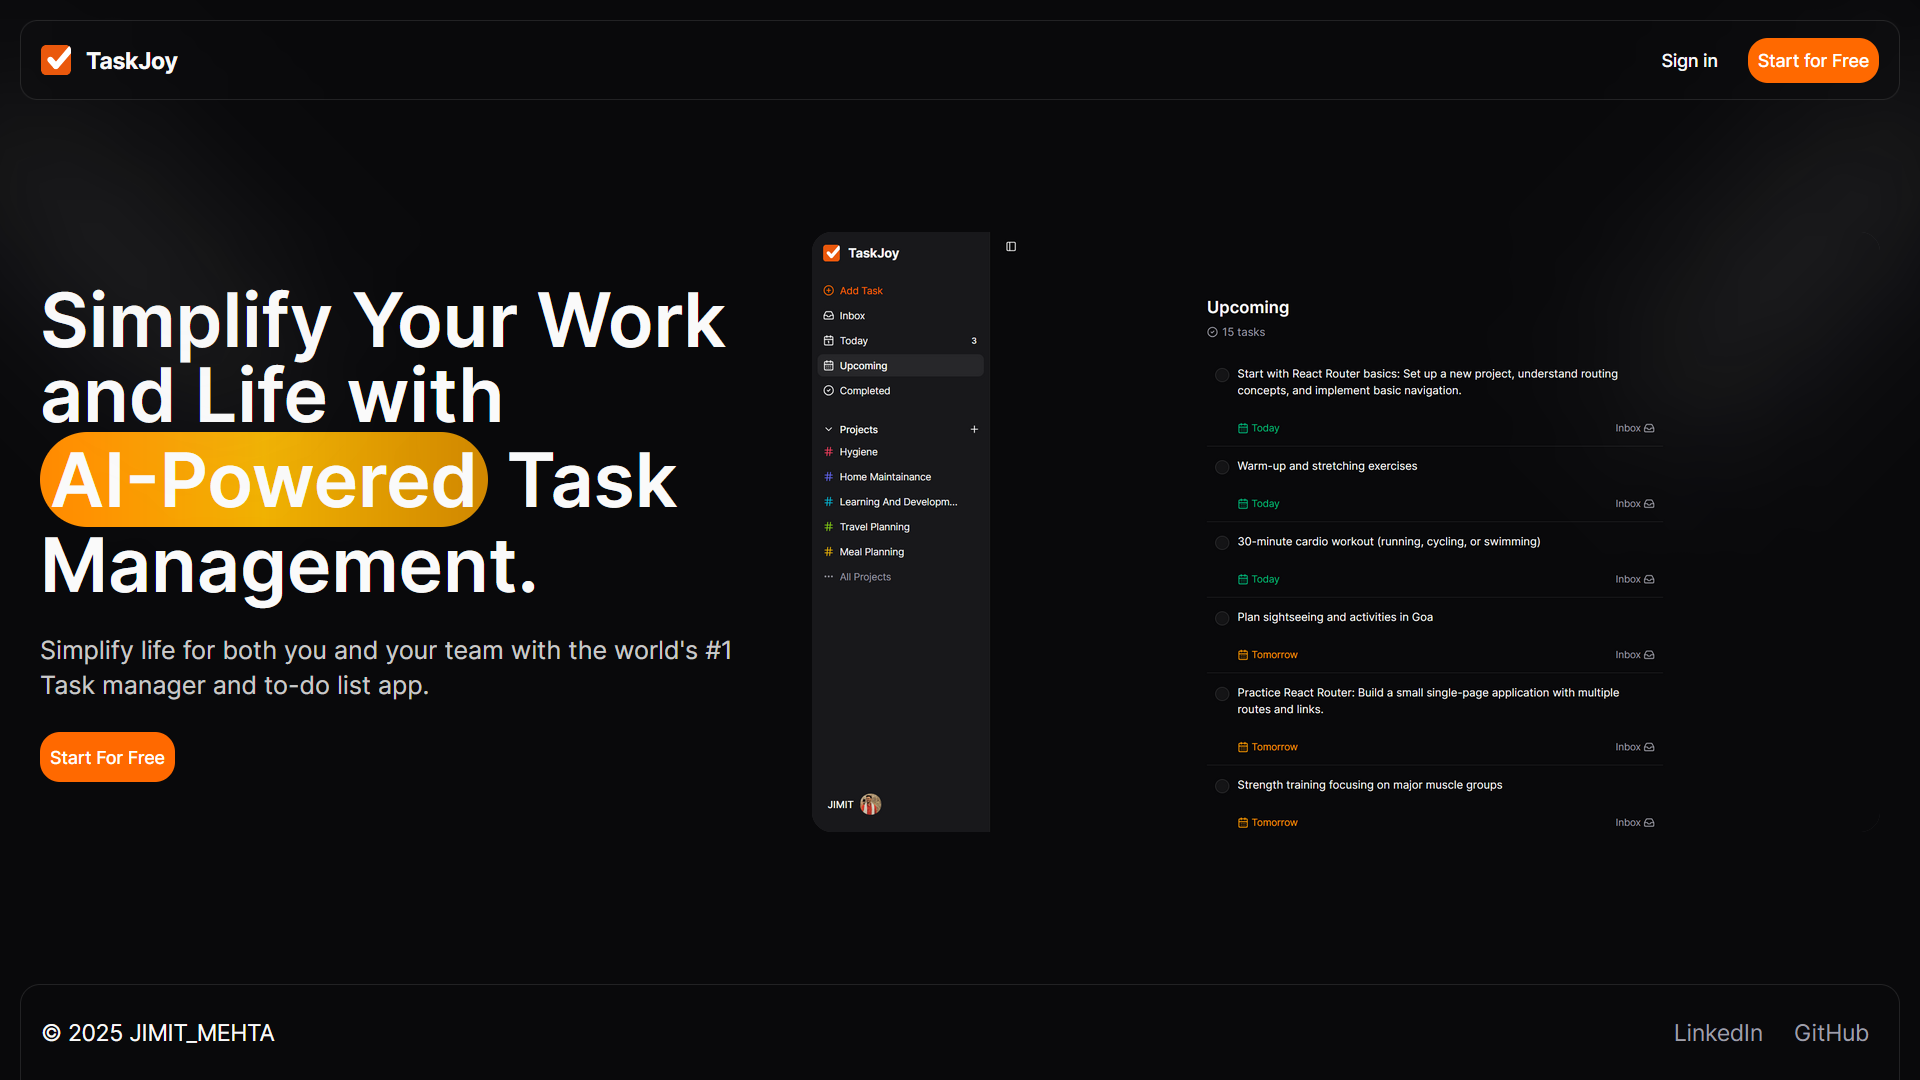 TaskJoy
Sign in
Start for Free
Simplify Your Work
and Life with
AI-Powered Task
Management.
Simplify life for both you and your team with the world's #1
Task manager and to-do list app.
Start For Free
TaskJoy
Add Task
Inbox
Today 3
Upcoming
Completed
Projects
Hygiene
Home Maintainance
Learning And Developm...
Travel Planning
Meal Planning
All Projects
JIMIT
Upcoming
15 tasks
Start with React Router basics: Set up a new project, understand routing
concepts, and implement basic navigation.
Today Inbox
Warm-up and stretching exercises
Today Inbox
30-minute cardio workout (running, cycling, or swimming)
Today Inbox
Plan sightseeing and activities in Goa
Tomorrow Inbox
Practice React Router: Build a small single-page application with multiple
routes and links.
Tomorrow Inbox
Strength training focusing on major muscle groups
Tomorrow Inbox
© 2025 JIMIT_MEHTA
LinkedIn
GitHub